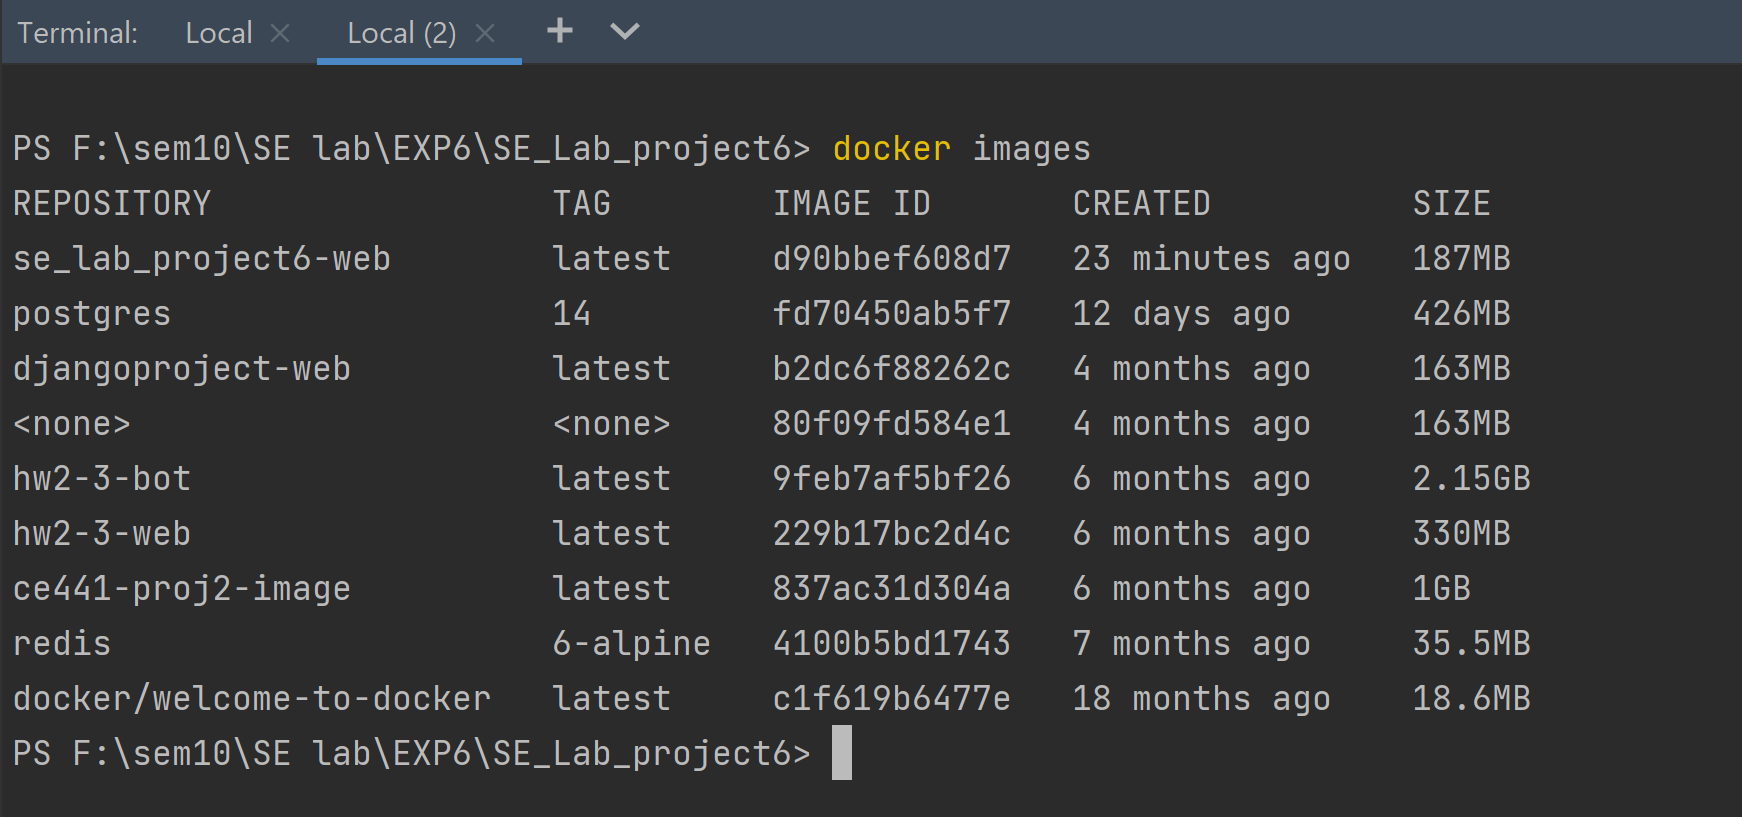 Terminal: Local Local (2)
PS F:\sem10\SE lab\EXP6\SE_Lab_project6> docker images
REPOSITORY TAG IMAGE ID CREATED SIZE
se_lab_project6-web latest d90bbef608d7 23 minutes ago 187MB
postgres 14 fd70450ab5f7 12 days ago 426MB
djangoproject-web latest b2dc6f88262c 4 months ago 163MB
<none> <none> 80f09fd584e1 4 months ago 163MB
hw2-3-bot latest 9feb7af5bf26 6 months ago 2.15GB
hw2-3-web latest 229b17bc2d4c 6 months ago 330MB
ce441-proj2-image latest 837ac31d304a 6 months ago 1GB
redis 6-alpine 4100b5bd1743 7 months ago 35.5MB
docker/welcome-to-docker latest c1f619b6477e 18 months ago 18.6MB
PS F:\sem10\SE lab\EXP6\SE_Lab_project6>